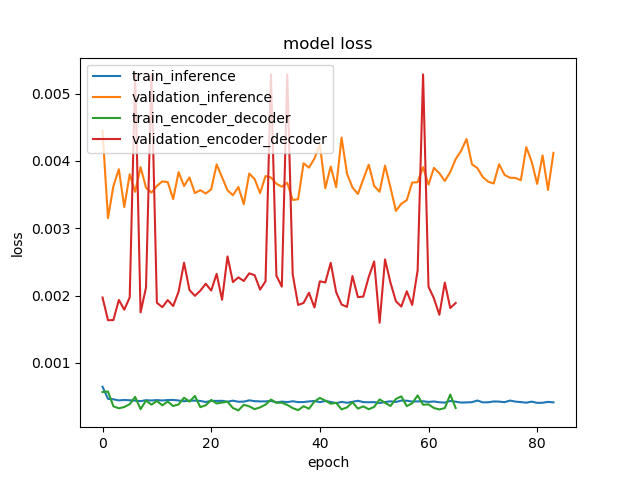 model loss
train_inference
validation_inference
train_encoder_decoder
validation_encoder_decoder
0.005
0.004
0.003
0.002
0.001
loss
0 20 40 60 80
epoch